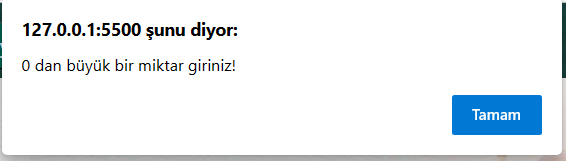 127.0.0.1:5500 şunu diyor:
0 dan büyük bir miktar giriniz!
Tamam